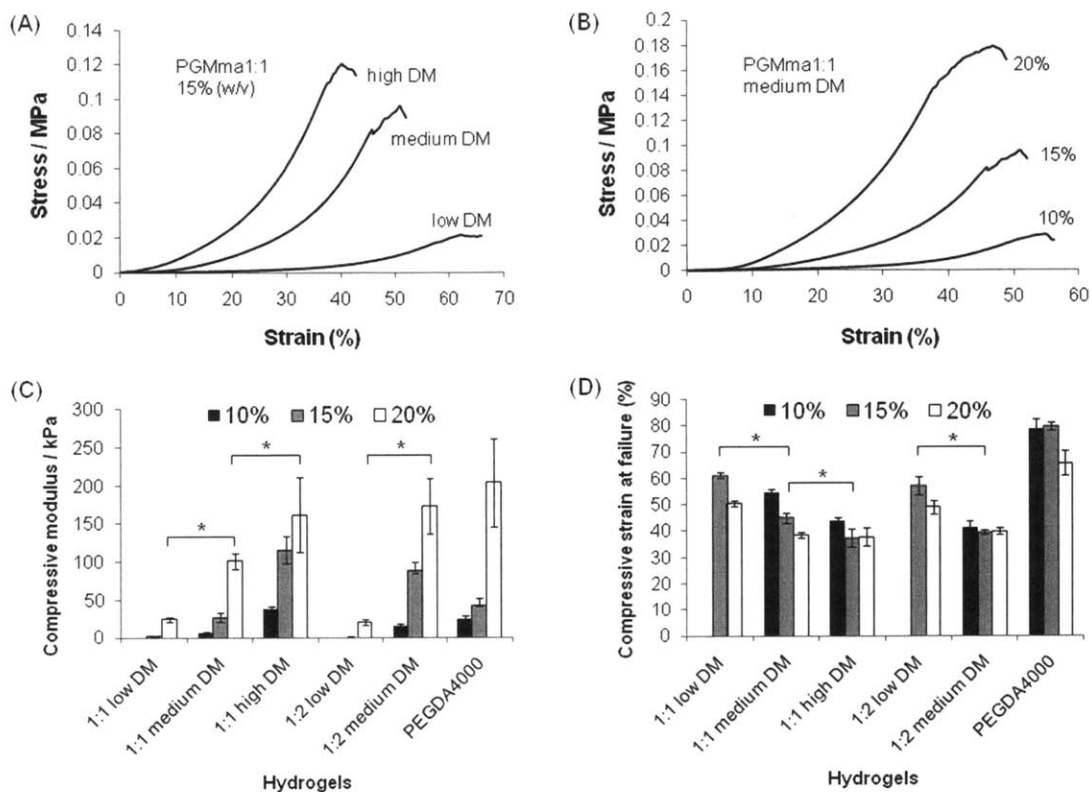 (A)
0.14
0.12
0.1
0.08
0.06
0.04
0.02
0
Stress / MPa
PGMma1:1
15% (w/v)
high DM
medium DM
low DM
0 10 20 30 40 50 60 70
Strain (%)
(B)
0.2
0.18
0.16
0.14
0.12
0.1
0.08
0.06
0.04
0.02
0
Stress / MPa
PGMma1:1
medium DM
20%
15%
10%
0 10 20 30 40 50 60
Strain (%)
(C)
300
250
200
150
100
50
0
Compressive modulus / kPa
10% 15% 20%
*
*
*
1:1 low DM
1:1 medium DM
1:1 high DM
1:2 low DM
1:2 medium DM
PEGDA4000
Hydrogels
(D)
90
80
70
60
50
40
30
20
10
0
Compressive strain at failure (%)
10% 15% 20%
*
*
*
1:1 low DM
1:1 medium DM
1:1 high DM
1:2 low DM
1:2 medium DM
PEGDA4000
Hydrogels